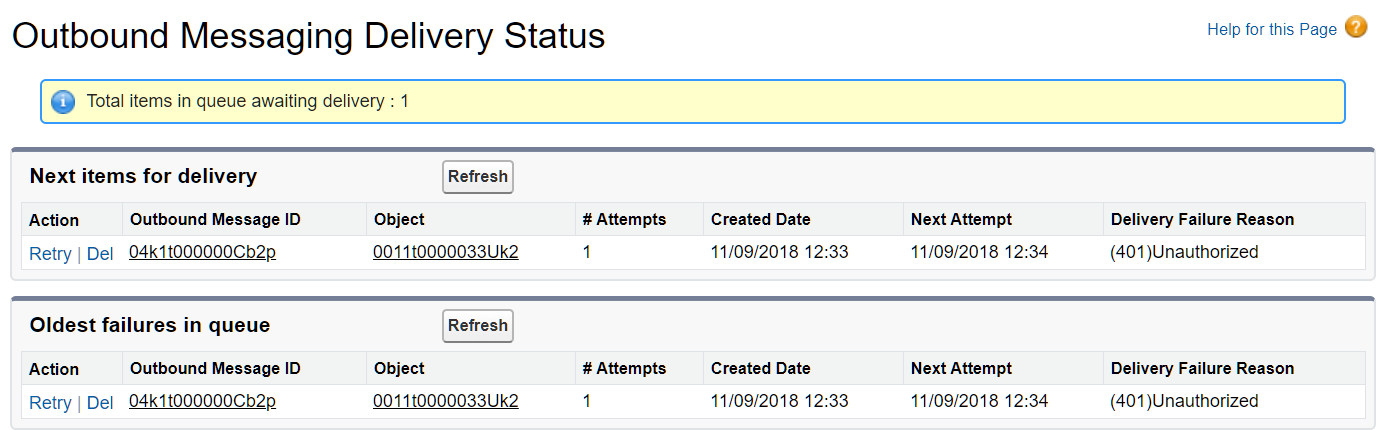 Outbound Messaging Delivery Status
Help for this Page ?
i Total items in queue awaiting delivery : 1
Next items for delivery Refresh
Action Outbound Message ID Object # Attempts Created Date Next Attempt Delivery Failure Reason
Retry | Del 04k1t000000Cb2p 0011t0000033Uk2 1 11/09/2018 12:33 11/09/2018 12:34 (401)Unauthorized
Oldest failures in queue Refresh
Action Outbound Message ID Object # Attempts Created Date Next Attempt Delivery Failure Reason
Retry | Del 04k1t000000Cb2p 0011t0000033Uk2 1 11/09/2018 12:33 11/09/2018 12:34 (401)Unauthorized